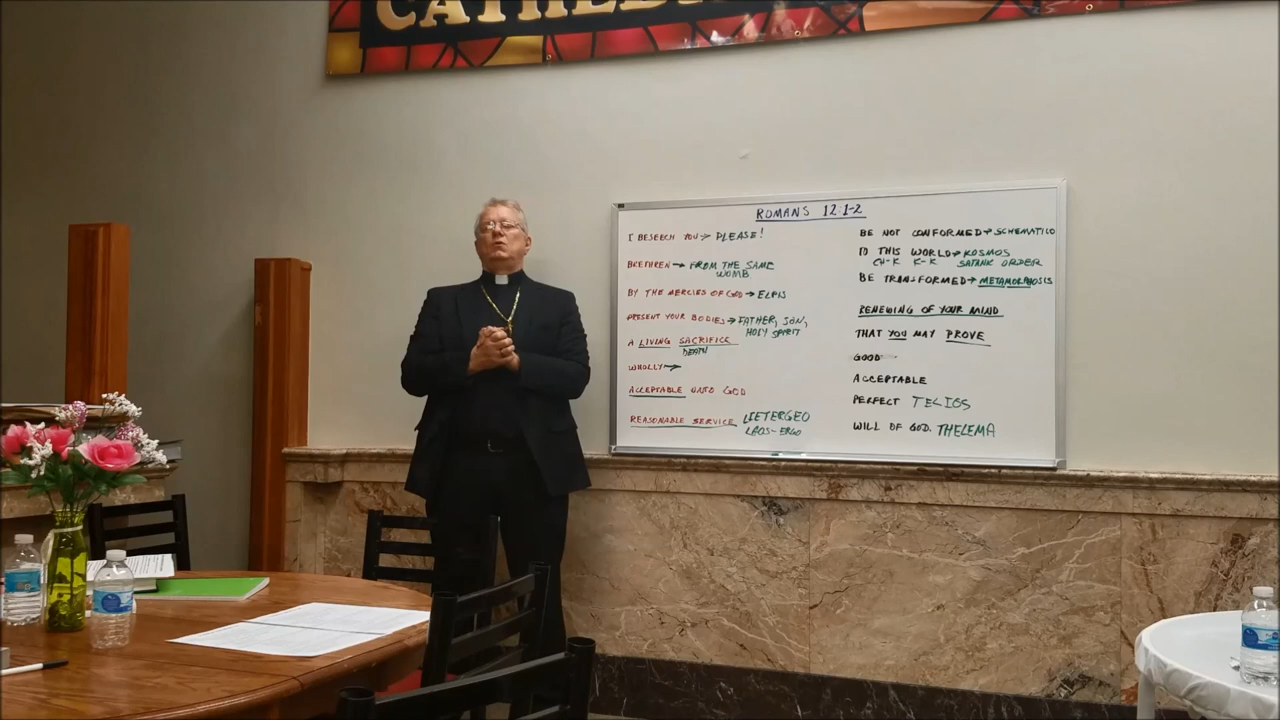 CATHED
ROMANS 12:1-2
I BESEECH YOU → PLEASE!
BRETHREN → FROM THE SAME
WOMB
BY THE MERCIES OF GOD → ELPIS
PRESENT YOUR BODIES → FATHER, SON,
HOLY SPIRIT
A LIVING SACRIFICE
DEATH
WHOLLY →
ACCEPTABLE UNTO GOD
REASONABLE SERVICE LIETERGEO
LAOS-ERGO
BE NOT CONFORMED → SCHEMATICO
TO THIS WORLD → KOSMOS
CH-K K-K SATANIC ORDER
BE TRANSFORMED → METAMORPHOSIS
RENEWING OF YOUR MIND
THAT YOU MAY PROVE
GOOD
ACCEPTABLE
PERFECT TELIOS
WILL OF GOD. THELEMA